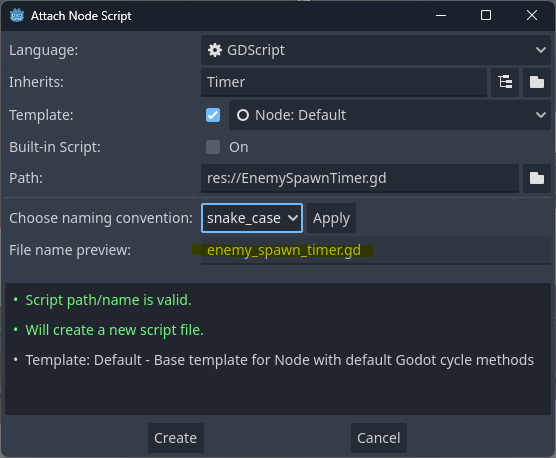 Attach Node Script
Language: GDScript
Inherits: Timer
Template: Node: Default
Built-in Script: On
Path: res://EnemySpawnTimer.gd
Choose naming convention: snake_case Apply
File name preview: enemy_spawn_timer.gd
• Script path/name is valid.
• Will create a new script file.
• Template: Default - Base template for Node with default Godot cycle methods
Create Cancel